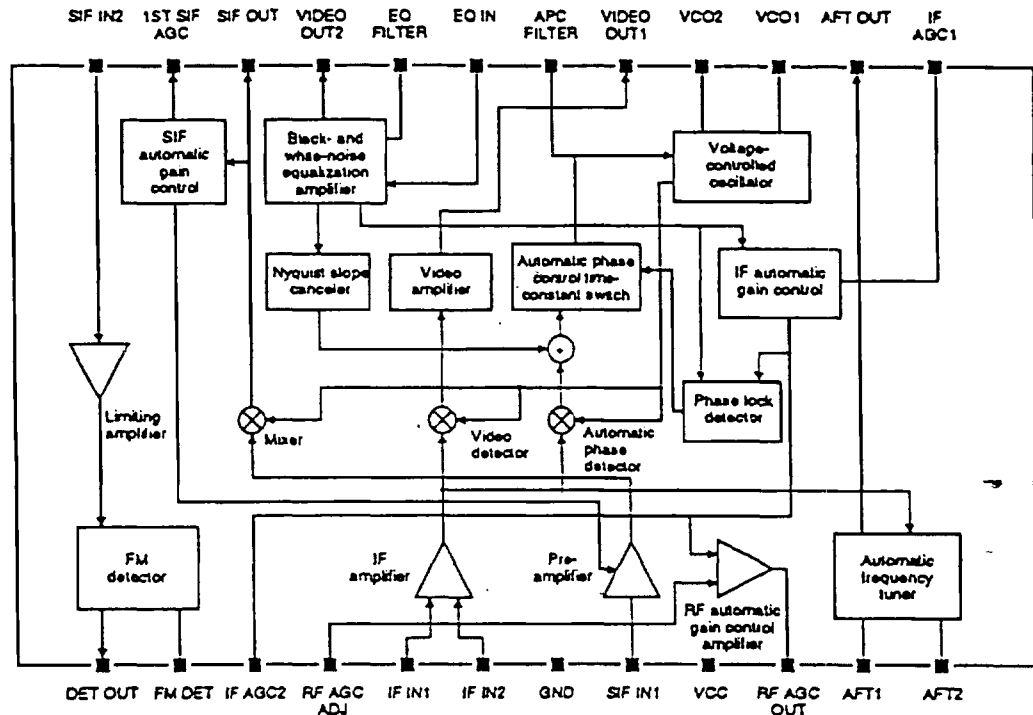 SIF IN2
1ST SIF
AGC
SIF OUT
VIDEO
OUT2
EQ
FILTER
EQ IN
APC
FILTER
VIDEO
OUT1
VCO2
VCO1
AFT OUT
IF
AGC1
SIF
automatic
gain
control
Black- and
white-noise
equalization
amplifier
Voltage-
controlled
oscillator
Nyquist slope
canceler
Video
amplifier
Automatic phase
control time-
constant switch
IF automatic
gain control
Limiting
amplifier
Mixer
Video
detector
Automatic
phase
detector
Phase lock
detector
FM
detector
IF
amplifier
Pre-
amplifier
RF automatic
gain control
amplifier
Automatic
frequency
tuner
DET OUT
FM DET
IF AGC2
RF AGC
ADJ
IF IN1
IF IN2
GND
SIF IN1
VCC
RF AGC
OUT
AFT1
AFT2